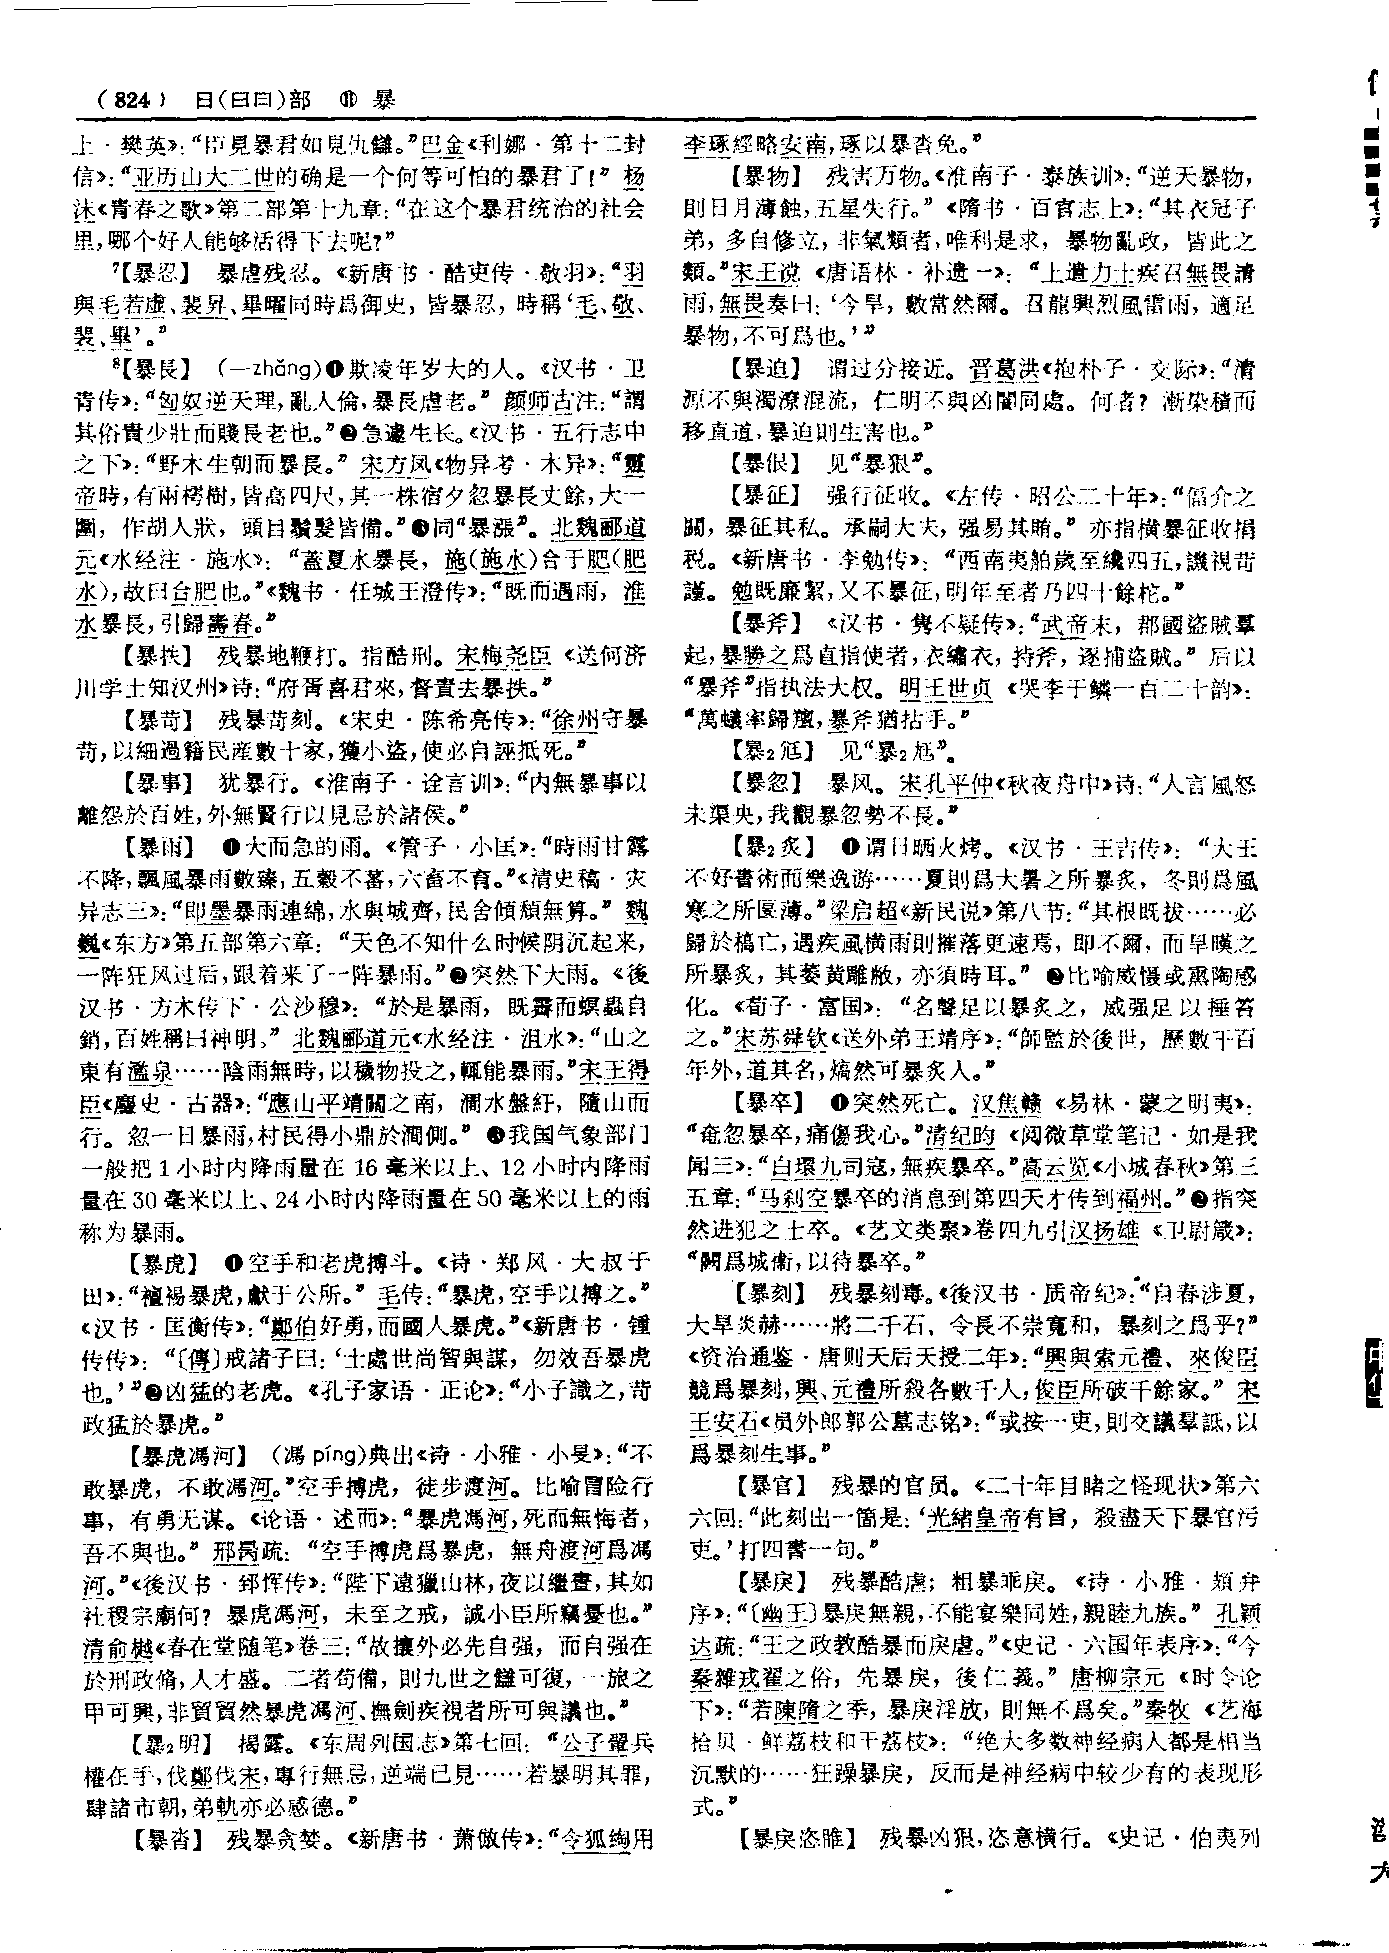 (824) 日(曰⺜)部 ⑪ 暴
上·樊英》：“臣見暴君如見仇讎。”巴金《利娜·第十二封
信》：“亚历山大二世的确是一个何等可怕的暴君了！”杨
沫《青春之歌》第二部第十九章：“在这个暴君统治的社会
里，哪个好人能够活得下去呢？”
⁷【暴忍】 暴虐残忍。《新唐书·酷吏传·敬羽》：“羽
與毛若虚、裴昇、畢曜同時爲御史，皆暴忍，時稱‘毛、敬、
裴、畢’。”
⁸【暴長】 (—zhǎng)❶欺凌年岁大的人。《汉书·卫
青传》：“匈奴逆天理，亂人倫，暴長虐老。”颜师古注：“謂
其俗貴少壯而賤長老也。”❷急遽生长。《汉书·五行志中
之下》：“野木生朝而暴長。”宋方凤《物异考·木异》：“靈
帝時，有兩樗樹，皆高四尺，其一株宿夕忽暴長丈餘，大一
圍，作胡人狀，頭目鬚髮皆備。”❸同“暴漲”。北魏郦道
元《水经注·施水》：“蓋夏水暴長，施(施水)合于肥(肥
水)，故曰合肥也。”《魏书·任城王澄传》：“既而遇雨，淮
水暴長，引歸壽春。”
【暴抶】 残暴地鞭打。指酷刑。宋梅尧臣《送何济
川学士知汉州》诗：“府胥喜君來，督責去暴抶。”
【暴苛】 残暴苛刻。《宋史·陈希亮传》：“徐州守暴
苛，以細過籍民産數十家，獲小盜，使必自誣抵死。”
【暴事】 犹暴行。《淮南子·诠言训》：“内無暴事以
離怨於百姓，外無賢行以見忌於諸侯。”
【暴雨】 ❶大而急的雨。《管子·小匡》：“時雨甘露
不降，飄風暴雨數臻，五穀不蕃，六畜不育。”《清史稿·灾
异志三》：“即墨暴雨連綿，水與城齊，民舍傾頹無算。”魏
巍《东方》第五部第六章：“天色不知什么时候阴沉起来，
一阵狂风过后，跟着来了一阵暴雨。”❷突然下大雨。《後
汉书·方术传下·公沙穆》：“於是暴雨，既霽而螟蟲自
銷，百姓稱曰神明。”北魏郦道元《水经注·沮水》：“山之
東有濫泉……陰雨無時，以穢物投之，輒能暴雨。”宋王得
臣《麈史·古器》：“應山平靖關之南，澗水盤紆，隨山而
行。忽一日暴雨，村民得小鼎於澗側。”❸我国气象部门
一般把1小时内降雨量在16毫米以上、12小时内降雨
量在30毫米以上、24小时内降雨量在50毫米以上的雨
称为暴雨。
【暴虎】 ❶空手和老虎搏斗。《诗·郑风·大叔于
田》：“襢裼暴虎，獻于公所。”毛传：“暴虎，空手以搏之。”
《汉书·匡衡传》：“鄭伯好勇，而國人暴虎。”《新唐书·锺
传传》：“〔傳〕戒諸子曰：‘士處世尚智與謀，勿效吾暴虎
也。’”❷凶猛的老虎。《孔子家语·正论》：“小子識之，苛
政猛於暴虎。”
【暴虎馮河】 (馮píng)典出《诗·小雅·小旻》：“不
敢暴虎，不敢馮河。”空手搏虎，徒步渡河。比喻冒险行
事，有勇无谋。《论语·述而》：“暴虎馮河，死而無悔者，
吾不與也。”邢昺疏：“空手搏虎爲暴虎，無舟渡河爲馮
河。”《後汉书·郅恽传》：“陛下遠獵山林，夜以繼晝，其如
社稷宗廟何？暴虎馮河，未至之戒，誠小臣所竊憂也。”
清俞樾《春在堂随笔》卷三：“故攘外必先自强，而自强在
於刑政脩，人才盛。二者苟備，則九世之讎可復，一旅之
甲可興，非貿貿然暴虎馮河、撫劍疾視者所可與議也。”
【暴₂明】 揭露。《东周列国志》第七回：“公子翬兵
權在手，伐鄭伐宋，專行無忌，逆端已見……若暴明其罪，
肆諸市朝，弟軌亦必感德。”
【暴沓】 残暴贪婪。《新唐书·萧倣传》：“令狐綯用
李琢經略安南，琢以暴沓免。”
【暴物】 残害万物。《淮南子·泰族训》：“逆天暴物，
則日月薄蝕，五星失行。”《隋书·百官志上》：“其衣冠子
弟，多自修立，非氣類者，唯利是求，暴物亂政，皆此之
類。”宋王谠《唐语林·补遗一》：“上遣力士疾召無畏請
雨，無畏奏曰：‘今旱，數當然爾。召龍興烈風雷雨，適足
暴物，不可爲也。’”
【暴迫】 谓过分接近。晋葛洪《抱朴子·交际》：“清
源不與濁潦混流，仁明不與凶闇同處。何者？漸染積而
移直道，暴迫則生害也。”
【暴佷】 见“暴狠”。
【暴征】 强行征收。《左传·昭公二十年》：“偪介之
關，暴征其私。承嗣大夫，强易其賄。”亦指横暴征收捐
税。《新唐书·李勉传》：“西南夷舶歲至纔四五，譏視苛
謹。勉既廉絜，又不暴征，明年至者乃四十餘柁。”
【暴斧】 《汉书·隽不疑传》：“武帝末，郡國盜賊羣
起，暴勝之爲直指使者，衣繡衣，持斧，逐捕盜賊。”后以
“暴斧”指执法大权。明王世贞《哭李于鳞一百二十韵》：
“萬蟻牢歸殯，暴斧猶拈手。”
【暴₂尩】 见“暴₂尪”。
【暴忽】 暴风。宋孔平仲《秋夜舟中》诗：“人言風怒
未渠央，我觀暴忽勢不長。”
【暴₂炙】 ❶谓日晒火烤。《汉书·王吉传》：“大王
不好書術而樂逸游……夏則爲大暑之所暴炙，冬則爲風
寒之所匽薄。”梁启超《新民说》第八节：“其根既拔……必
歸於槁亡，遇疾風横雨則摧落更速焉，即不爾，而旱暵之
所暴炙，其萎黄雕敝，亦須時耳。”❷比喻威慑或熏陶感
化。《荀子·富国》：“名聲足以暴炙之，威强足以捶笞
之。”宋苏舜钦《送外弟王靖序》：“師監於後世，歷數千百
年外，道其名，熇然可暴炙人。”
【暴卒】 ❶突然死亡。汉焦赣《易林·蒙之明夷》：
“奄忽暴卒，痛傷我心。”清纪昀《阅微草堂笔记·如是我
闻三》：“白環九司寇，無疾暴卒。”高云览《小城春秋》第三
五章：“马刹空暴卒的消息到第四天才传到福州。”❷指突
然进犯之士卒。《艺文类聚》卷四九引汉扬雄《卫尉箴》：
“闕爲城衛，以待暴卒。”
【暴刻】 残暴刻毒。《後汉书·质帝纪》：“自春涉夏，
大旱炎赫……將二千石、令長不崇寬和，暴刻之爲乎？”
《资治通鉴·唐则天后天授二年》：“興與索元禮、來俊臣
競爲暴刻，興、元禮所殺各數千人，俊臣所破千餘家。”宋
王安石《员外郎郭公墓志铭》：“或按一吏，則交議羣詆，以
爲暴刻生事。”
【暴官】 残暴的官员。《二十年目睹之怪现状》第六
六回：“此刻出一箇是：‘光緒皇帝有旨，殺盡天下暴官污
吏。’打四書一句。”
【暴戾】 残暴酷虐；粗暴乖戾。《诗·小雅·頍弁
序》：“〔幽王〕暴戾無親，不能宴樂同姓，親睦九族。”孔颖
达疏：“王之政教酷暴而戾虐。”《史记·六国年表序》：“今
秦雜戎翟之俗，先暴戾，後仁義。”唐柳宗元《时令论
下》：“若陳隋之季，暴戾淫放，則無不爲矣。”秦牧《艺海
拾贝·鲜荔枝和干荔枝》：“绝大多数神经病人都是相当
沉默的……狂躁暴戾，反而是神经病中较少有的表现形
式。”
【暴戾恣睢】 残暴凶狠，恣意横行。《史记·伯夷列